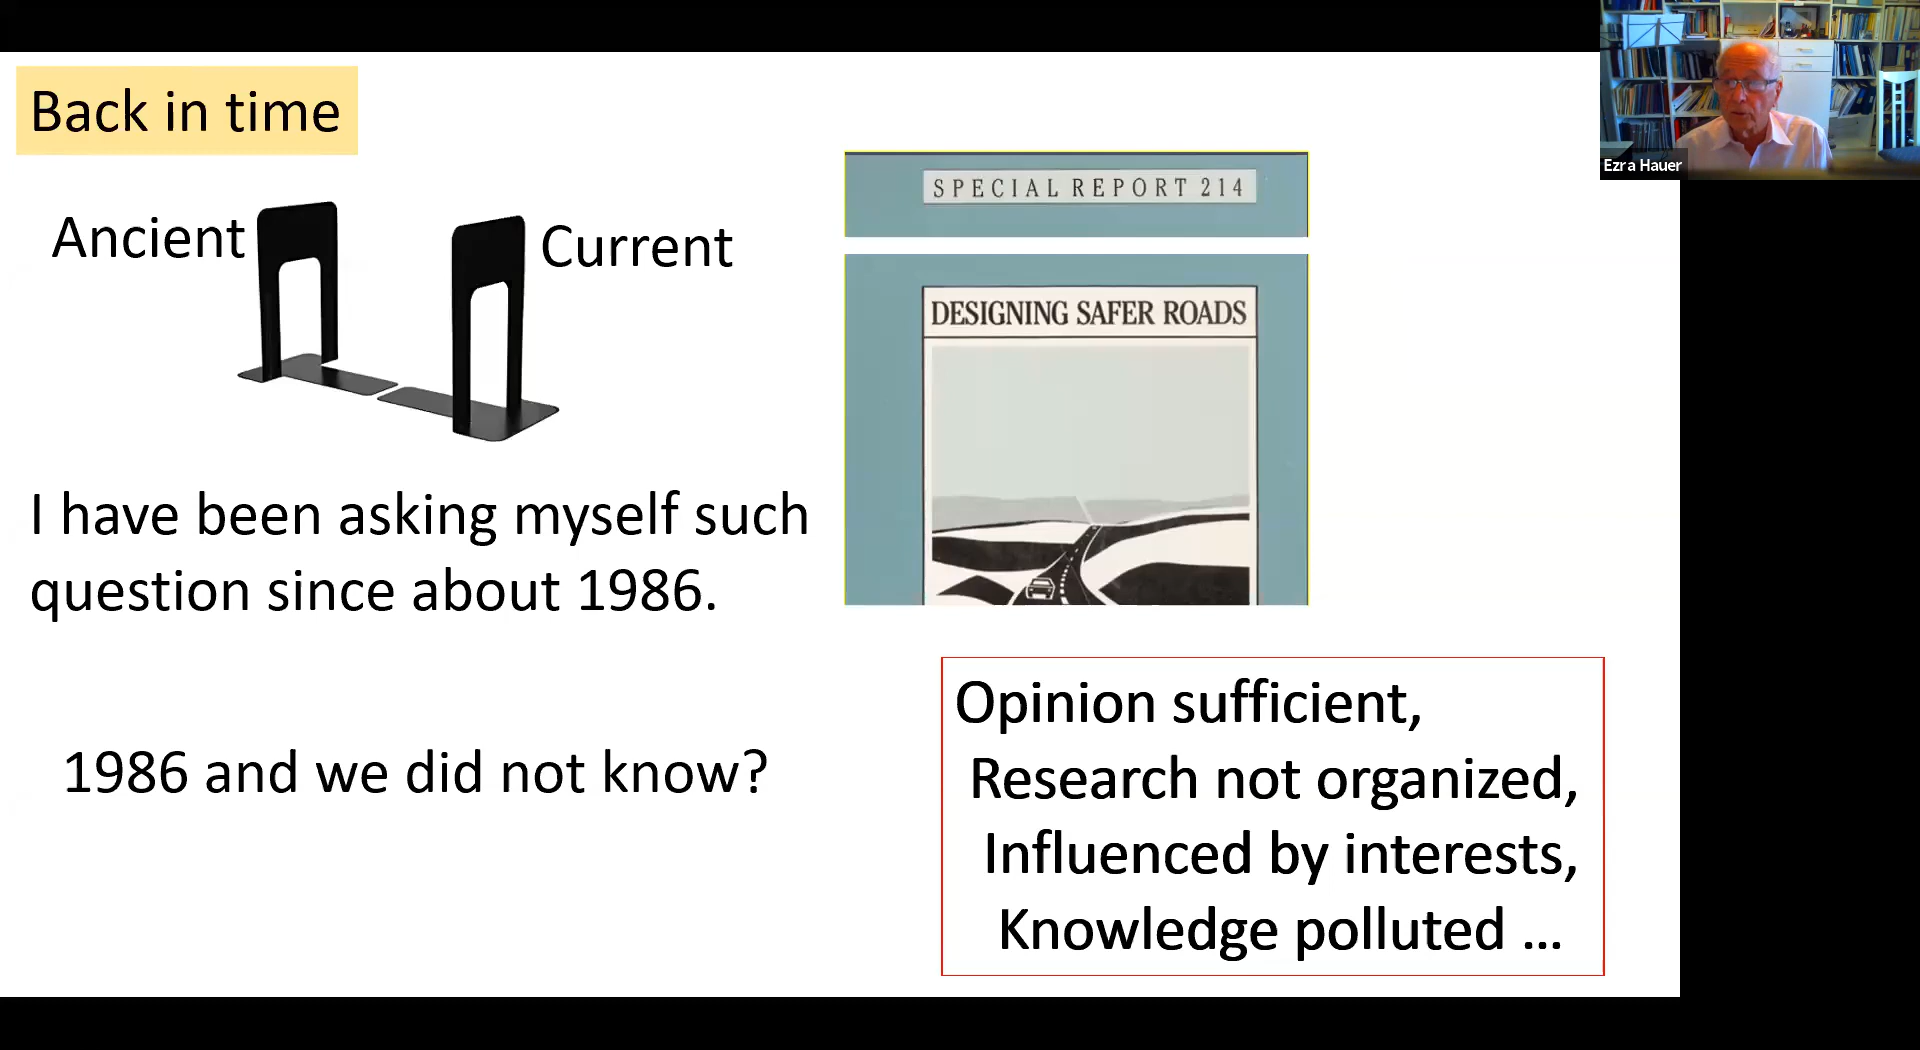 Back in time
Ancient
Current
I have been asking myself such
question since about 1986.
1986 and we did not know?
SPECIAL REPORT 214
DESIGNING SAFER ROADS
Opinion sufficient,
Research not organized,
Influenced by interests,
Knowledge polluted ...
Ezra Hauer